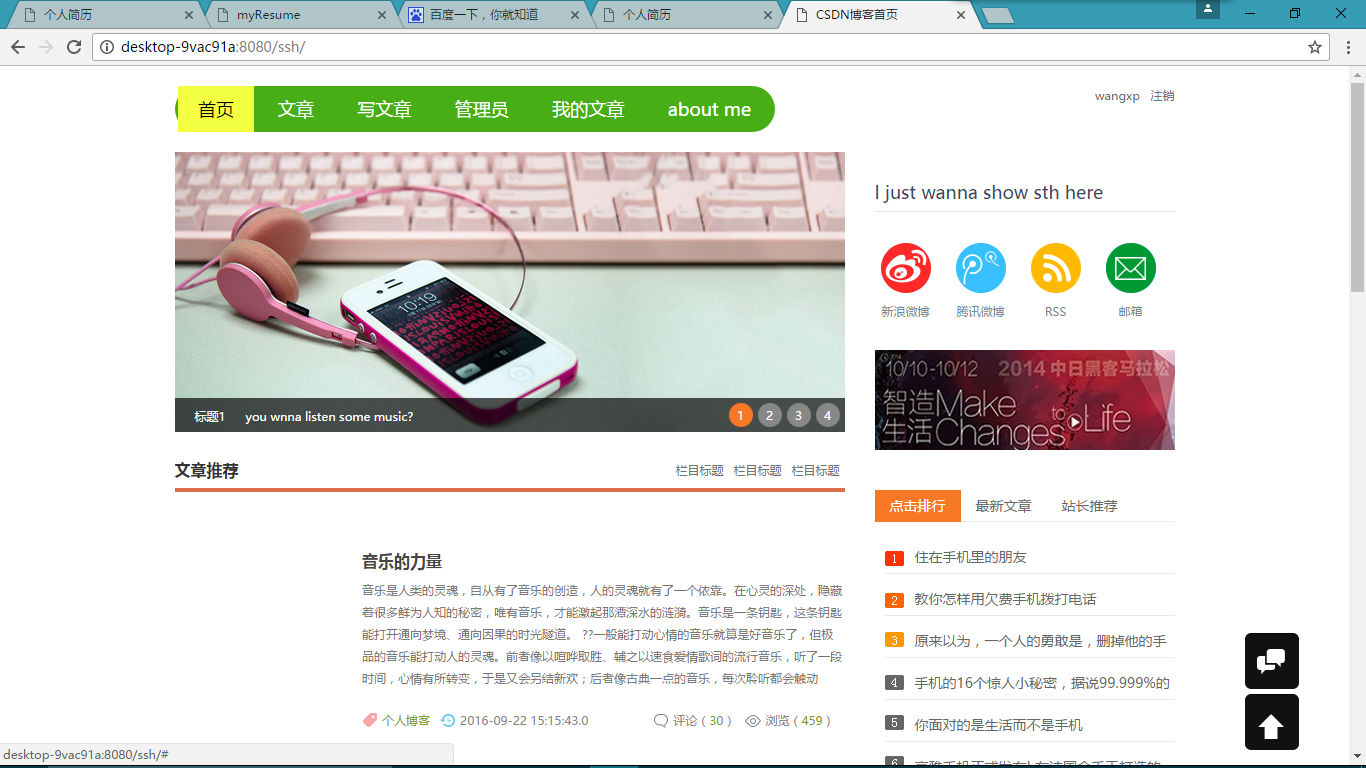 个人简历
myResume
百度一下，你就知道
个人简历
CSDN博客首页
desktop-9vac91a:8080/ssh/
首页 文章 写文章 管理员 我的文章 about me
wangxp 注销
I just wanna show sth here
新浪微博 腾讯微博 RSS 邮箱
10:19
标题1 you wnna listen some music? 1 2 3 4
10/10-10/12 2014 中日黑客马拉松
智造Make
生活Changes to Life
文章推荐 栏目标题 栏目标题 栏目标题
点击排行 最新文章 站长推荐
音乐的力量
音乐是人类的灵魂，自从有了音乐的创造，人的灵魂就有了一个依靠。在心灵的深处，隐藏
着很多鲜为人知的秘密，唯有音乐，才能激起那潭深水的涟漪。音乐是一条钥匙，这条钥匙
能打开通向梦境、通向因果的时光隧道。 ??一般能打动心情的音乐就算是好音乐了，但极
品的音乐能打动人的灵魂。前者像以喧哗取胜、辅之以速食爱情歌词的流行音乐，听了一段
时间，心情有所转变，于是又会另结新欢；后者像古典一点的音乐，每次聆听都会触动
个人博客 2016-09-22 15:15:43.0 评论（30） 浏览（459）
1 住在手机里的朋友
2 教你怎样用欠费手机拨打电话
3 原来以为，一个人的勇敢是，删掉他的手
4 手机的16个惊人小秘密，据说99.999%的
5 你面对的是生活而不是手机
6
desktop-9vac91a:8080/ssh/#